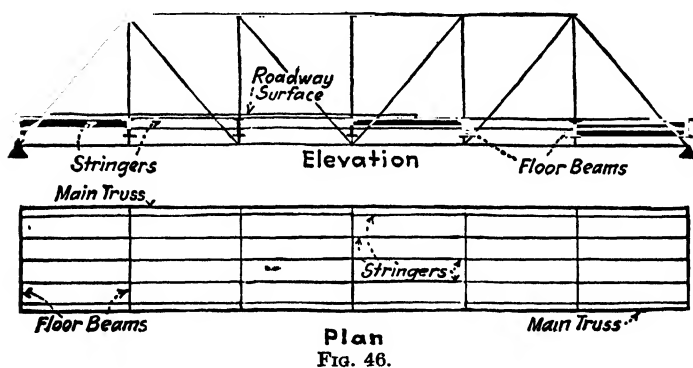 Roadway
Surface
Stringers
Elevation
Floor Beams
Main Truss
Stringers
Floor Beams
Plan
Main Truss
FIG. 46.